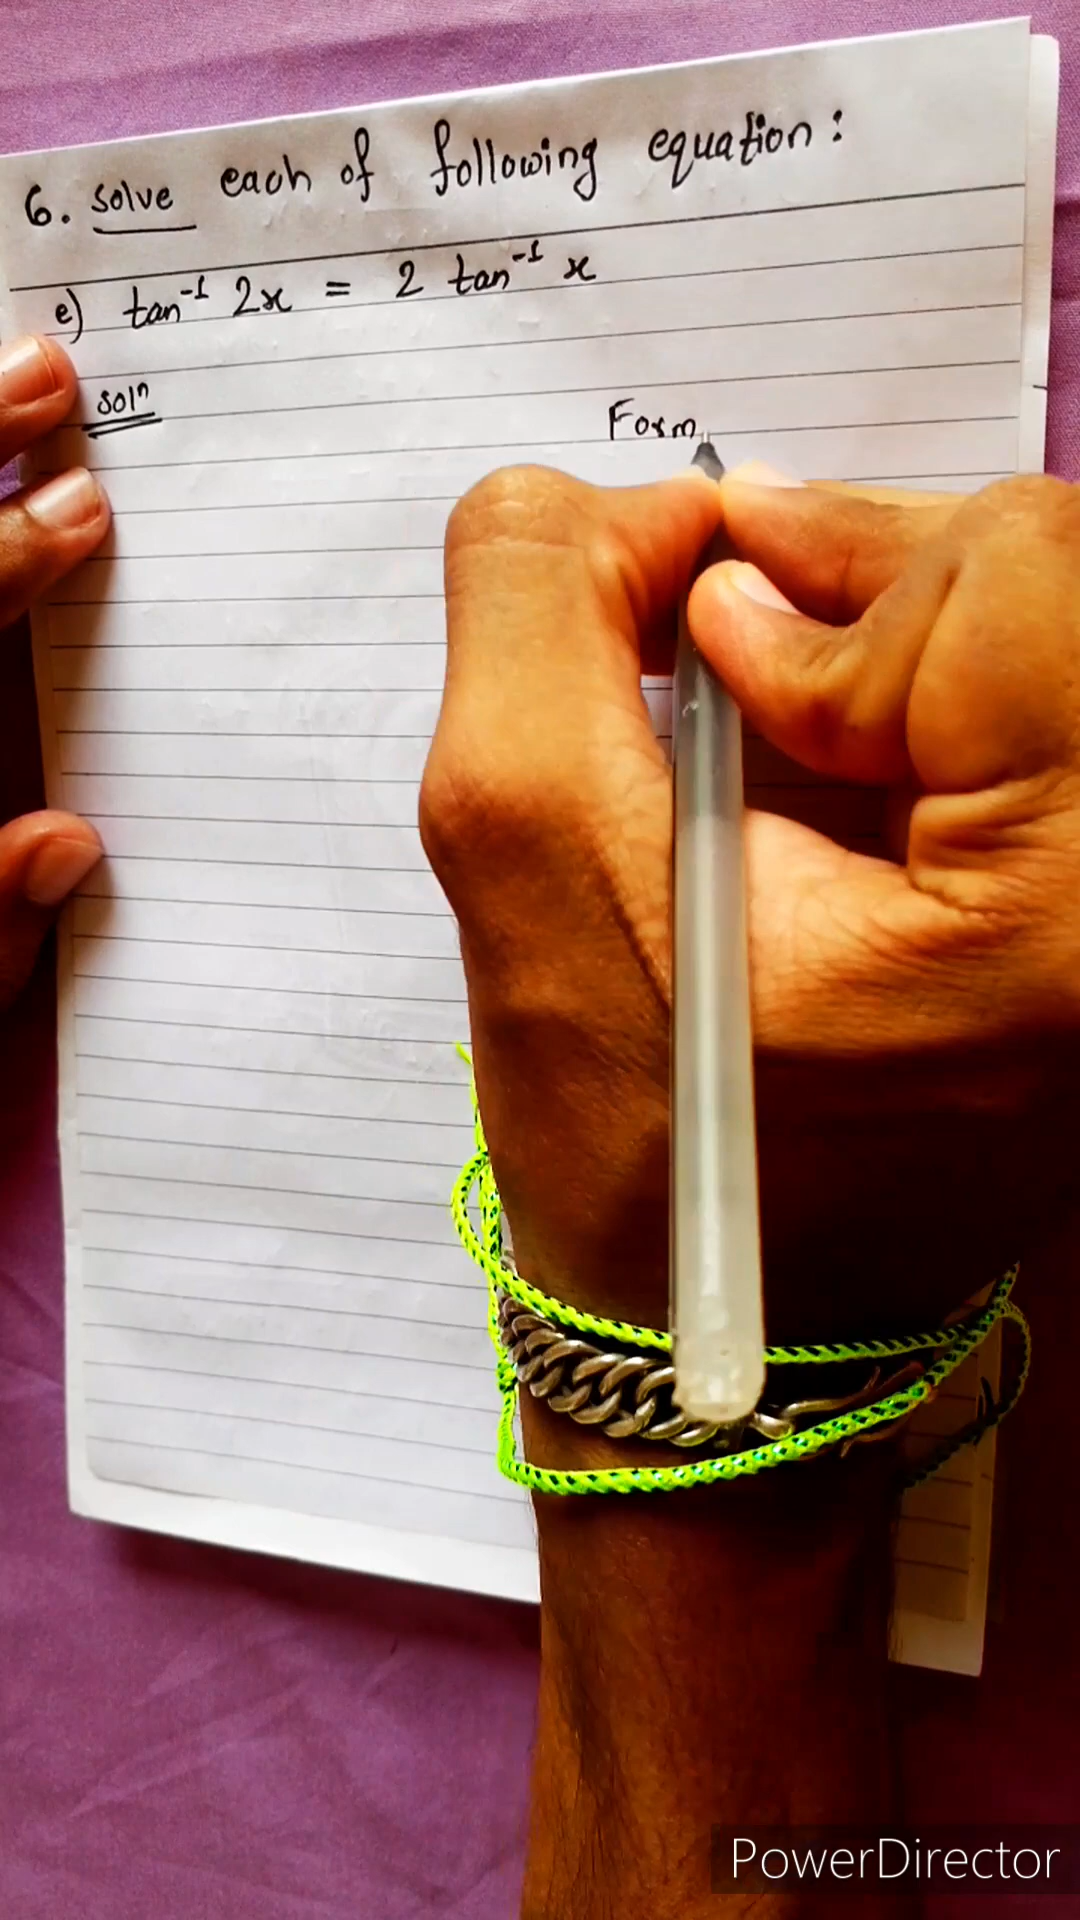 6. solve each of following equation:
e) tan⁻¹ 2x = 2 tan⁻¹ x
solⁿ
Form
PowerDirector